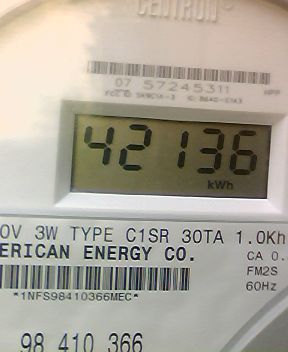 CENTRON
07 57245311
42136
kWh
0V 3W TYPE C1SR 30TA 1.0Kh
ERICAN ENERGY CO.
CA 0.
FM2S
*1NFS98410366MEC*
60Hz
98 410 366